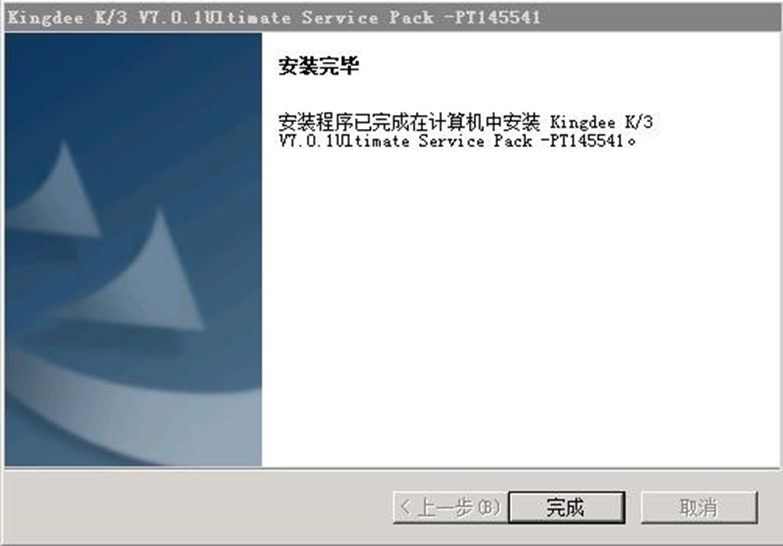 Kingdee K/3 V7.0.1Ultimate Service Pack -PT145541
安装完毕
安装程序已完成在计算机中安装 Kingdee K/3
V7.0.1Ultimate Service Pack -PT145541。
< 上一步(B)
完成
取消